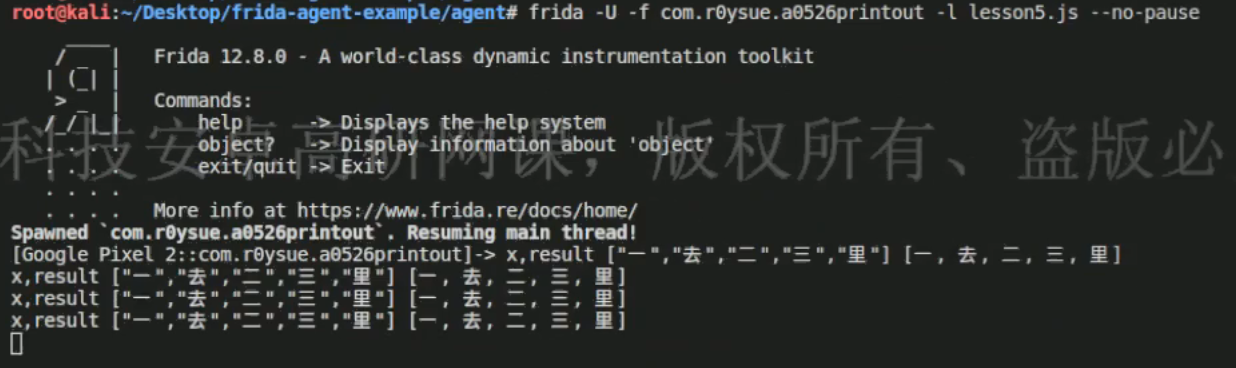 root@kali:~/Desktop/frida-agent-example/agent# frida -U -f com.r0ysue.a0526printout -l lesson5.js --no-pause
     ____
    / _  |   Frida 12.8.0 - A world-class dynamic instrumentation toolkit
   | (_| |
    > _  |   Commands:
   /_/ |_|       help      -> Displays the help system
   . . . .       object?   -> Display information about 'object'
   . . . .       exit/quit -> Exit
   . . . .
   . . . .   More info at https://www.frida.re/docs/home/
科技安卓高研网课，版权所有、盗版必
Spawned `com.r0ysue.a0526printout`. Resuming main thread!
[Google Pixel 2::com.r0ysue.a0526printout]-> x,result ["一","去","二","三","里"] [一, 去, 二, 三, 里]
x,result ["一","去","二","三","里"] [一, 去, 二, 三, 里]
x,result ["一","去","二","三","里"] [一, 去, 二, 三, 里]
x,result ["一","去","二","三","里"] [一, 去, 二, 三, 里]